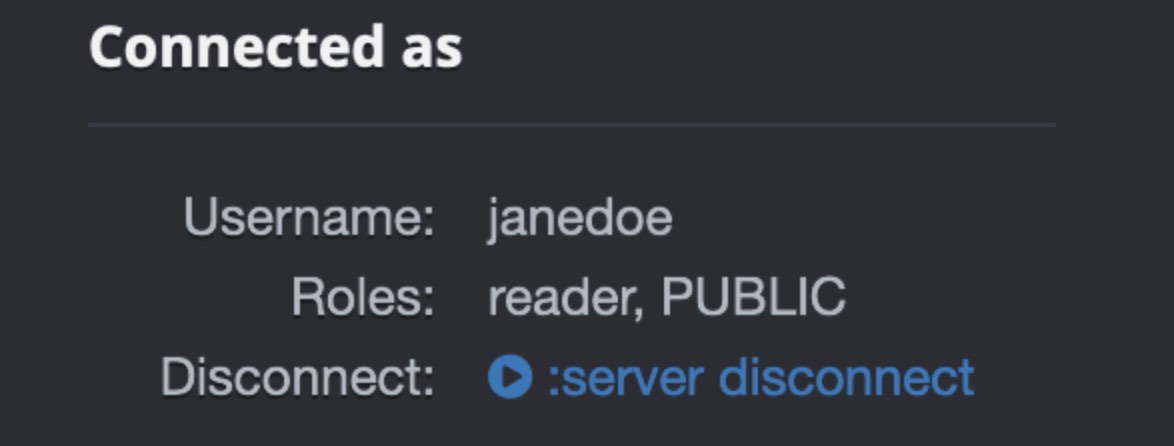 Connected as
Username: janedoe
Roles: reader, PUBLIC
Disconnect: :server disconnect